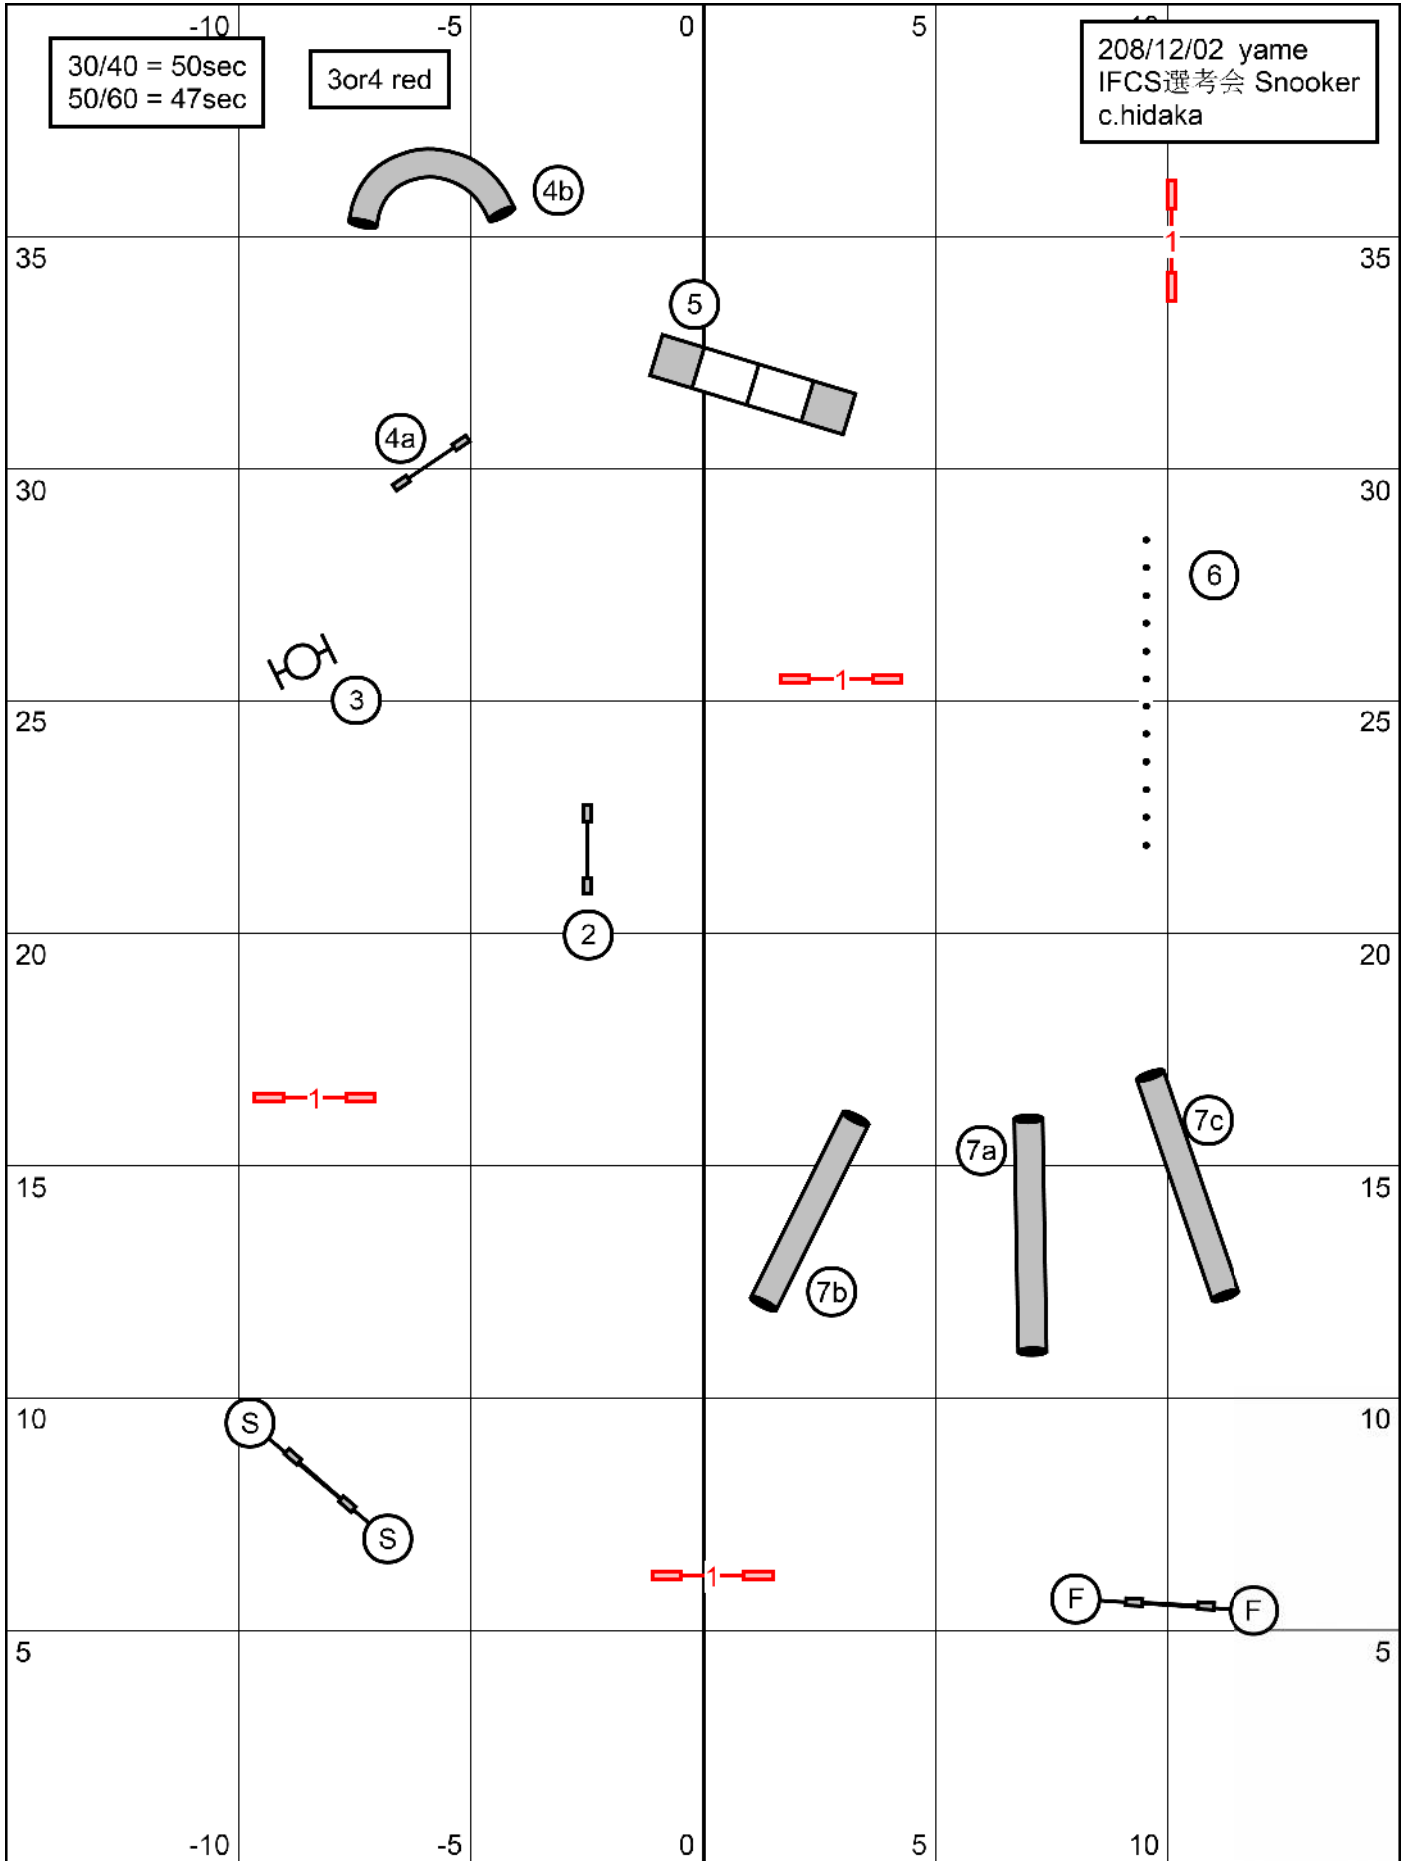 -10 -5 0 5 10
30/40 = 50sec
50/60 = 47sec
3or4 red
208/12/02 yame
IFCS選考会 Snooker
c.hidaka
4b
1
35 35
5
4a
30 30
6
1
3
25 25
2
20 20
1
7c
7a
15 15
7b
10 10
S
S
1
F F
5 5
-10 -5 0 5 10